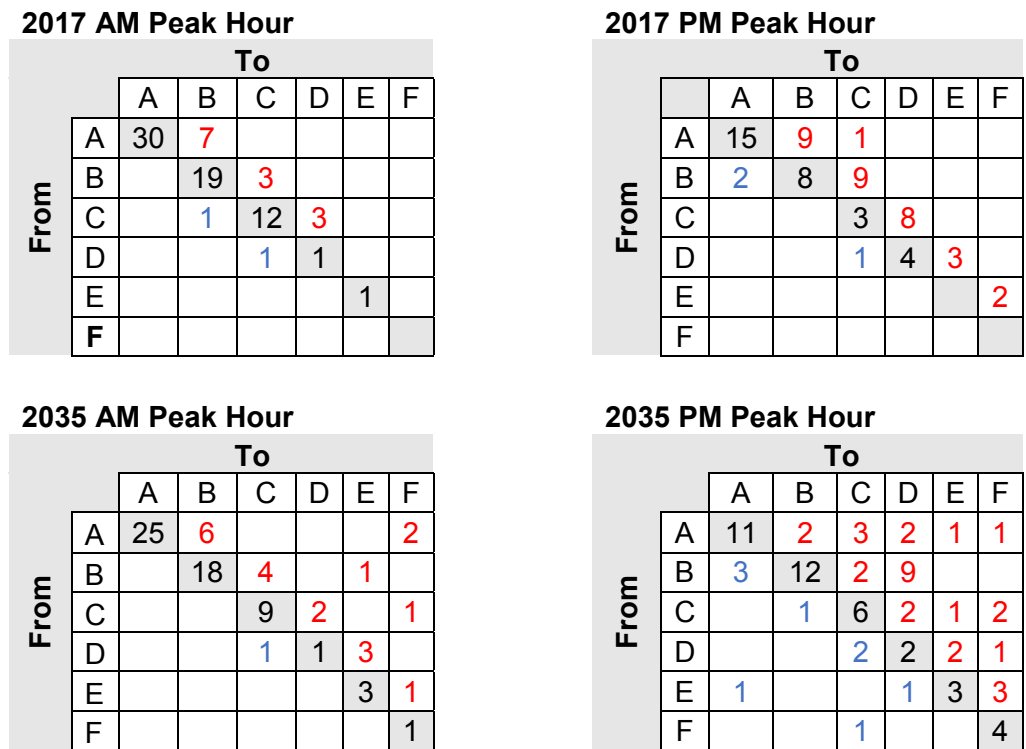 2017 AM Peak Hour
To
A B C D E F
From
A 30 7
B 19 3
C 1 12 3
D 1 1
E 1
F
2017 PM Peak Hour
To
A B C D E F
From
A 15 9 1
B 2 8 9
C 3 8
D 1 4 3
E 2
F
2035 AM Peak Hour
To
A B C D E F
From
A 25 6 2
B 18 4 1
C 9 2 1
D 1 1 3
E 3 1
F 1
2035 PM Peak Hour
To
A B C D E F
From
A 11 2 3 2 1 1
B 3 12 2 9
C 1 6 2 1 2
D 2 2 2 1
E 1 1 3 3
F 1 4